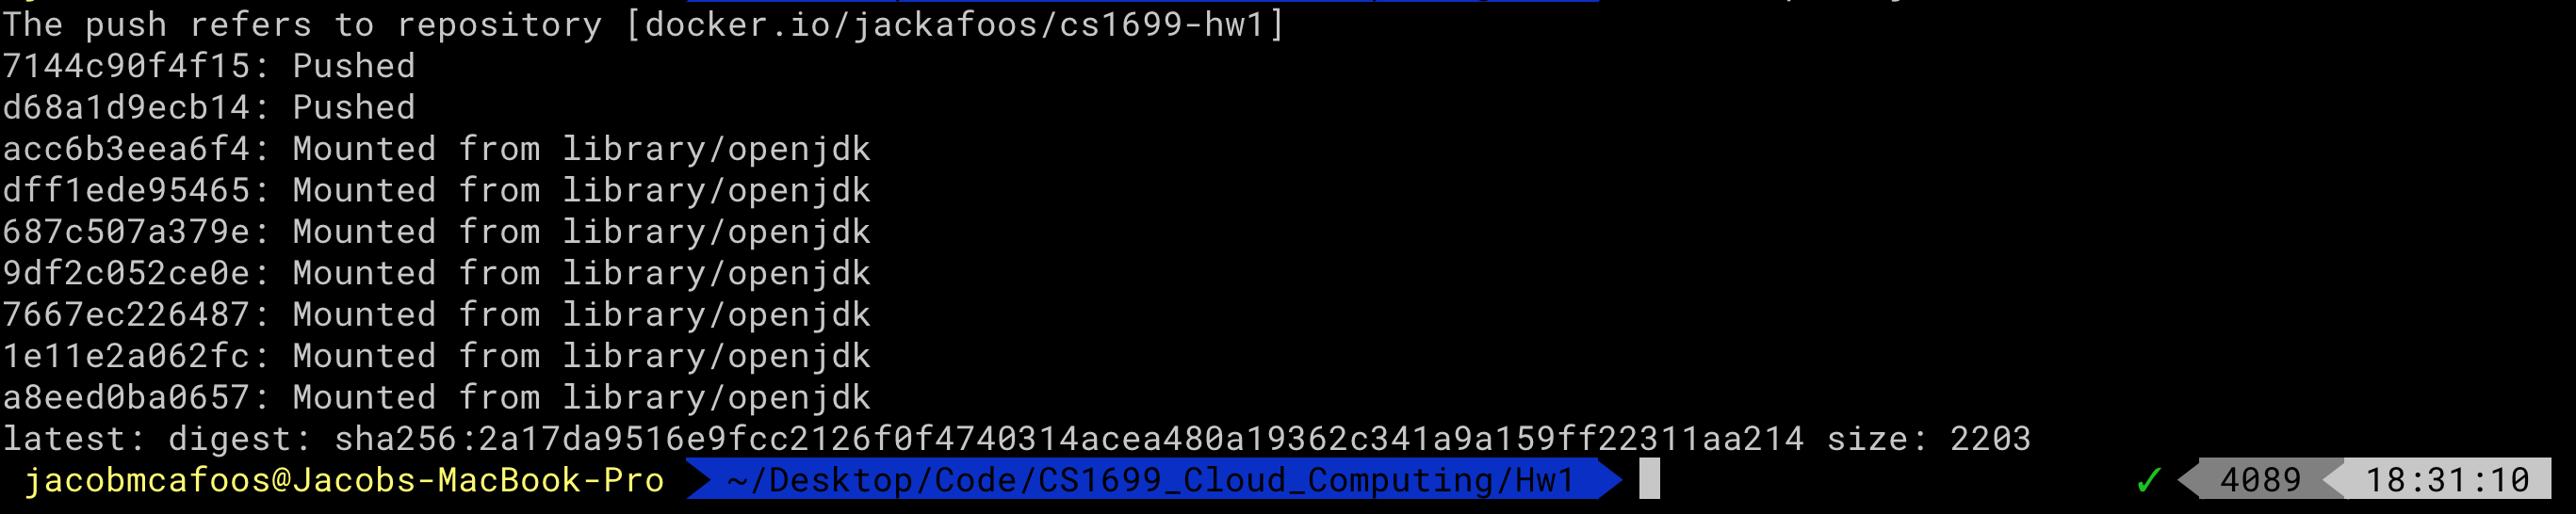 The push refers to repository [docker.io/jackafoos/cs1699-hw1]
7144c90f4f15: Pushed
d68a1d9ecb14: Pushed
acc6b3eea6f4: Mounted from library/openjdk
dff1ede95465: Mounted from library/openjdk
687c507a379e: Mounted from library/openjdk
9df2c052ce0e: Mounted from library/openjdk
7667ec226487: Mounted from library/openjdk
1e11e2a062fc: Mounted from library/openjdk
a8eed0ba0657: Mounted from library/openjdk
latest: digest: sha256:2a17da9516e9fcc2126f0f4740314acea480a19362c341a9a159ff22311aa214 size: 2203
jacobmcafoos@Jacobs-MacBook-Pro ~/Desktop/Code/CS1699_Cloud_Computing/Hw1 ✓ 4089 18:31:10